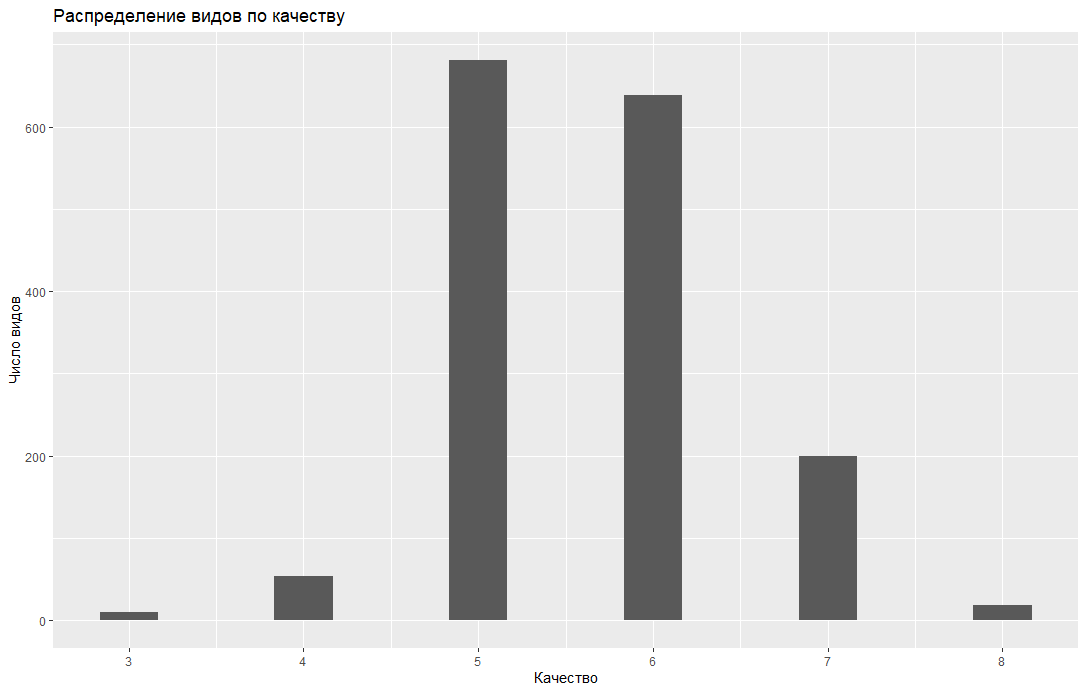 Распределение видов по качеству
Число видов
600
400
200
0
3 4 5 6 7 8
Качество